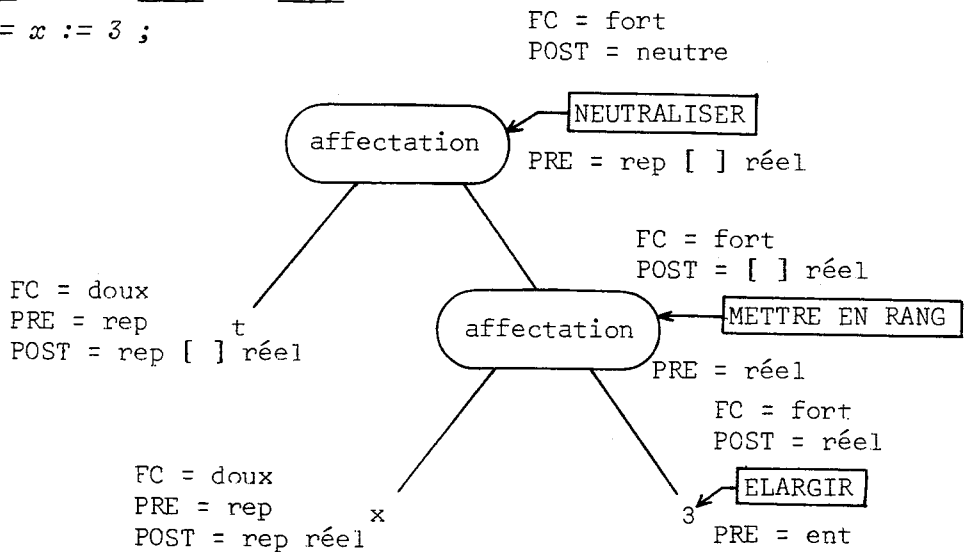 = x := 3 ;
FC = fort
POST = neutre
NEUTRALISER
affectation
PRE = rep [ ] réel
FC = fort
POST = [ ] réel
FC = doux
PRE = rep
t
POST = rep [ ] réel
affectation
METTRE EN RANG
PRE = réel
FC = fort
POST = réel
FC = doux
PRE = rep
x
POST = rep réel
ELARGIR
3
PRE = ent